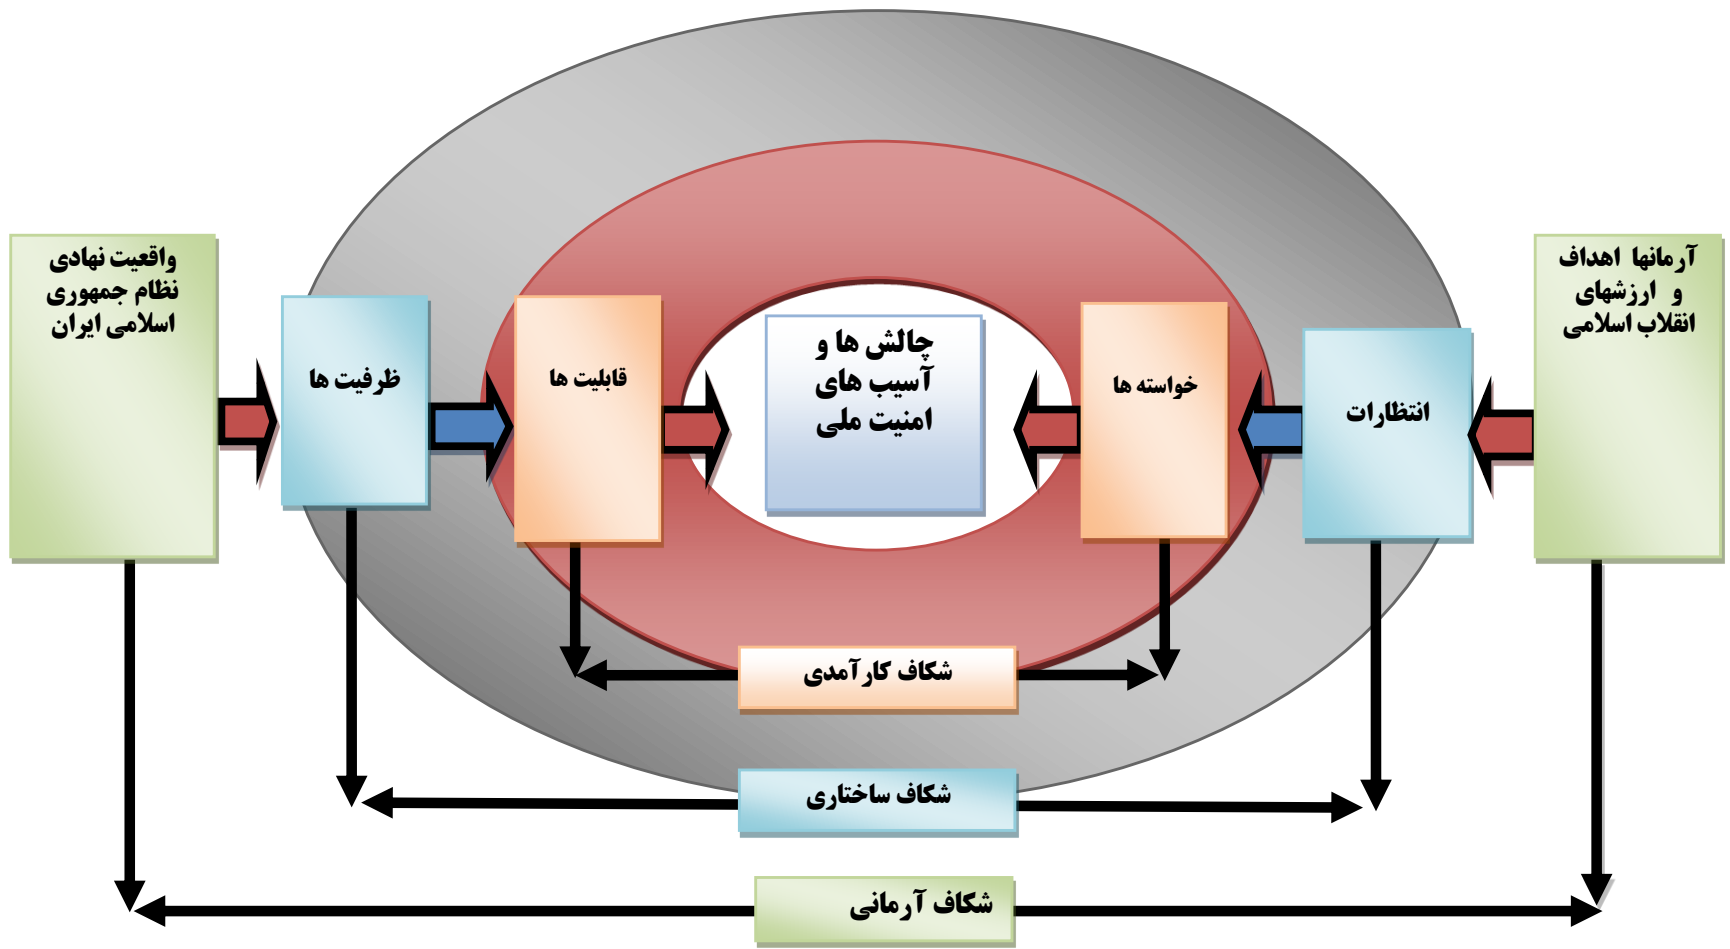 آرمانها اهداف
و ارزشهای
انقلاب اسلامی
انتظارات
خواسته ها
چالش ها و
آسیب های
امنیت ملی
قابلیت ها
ظرفیت ها
واقعیت نهادی
نظام جمهوری
اسلامی ایران
شکاف کارآمدی
شکاف ساختاری
شکاف آرمانی